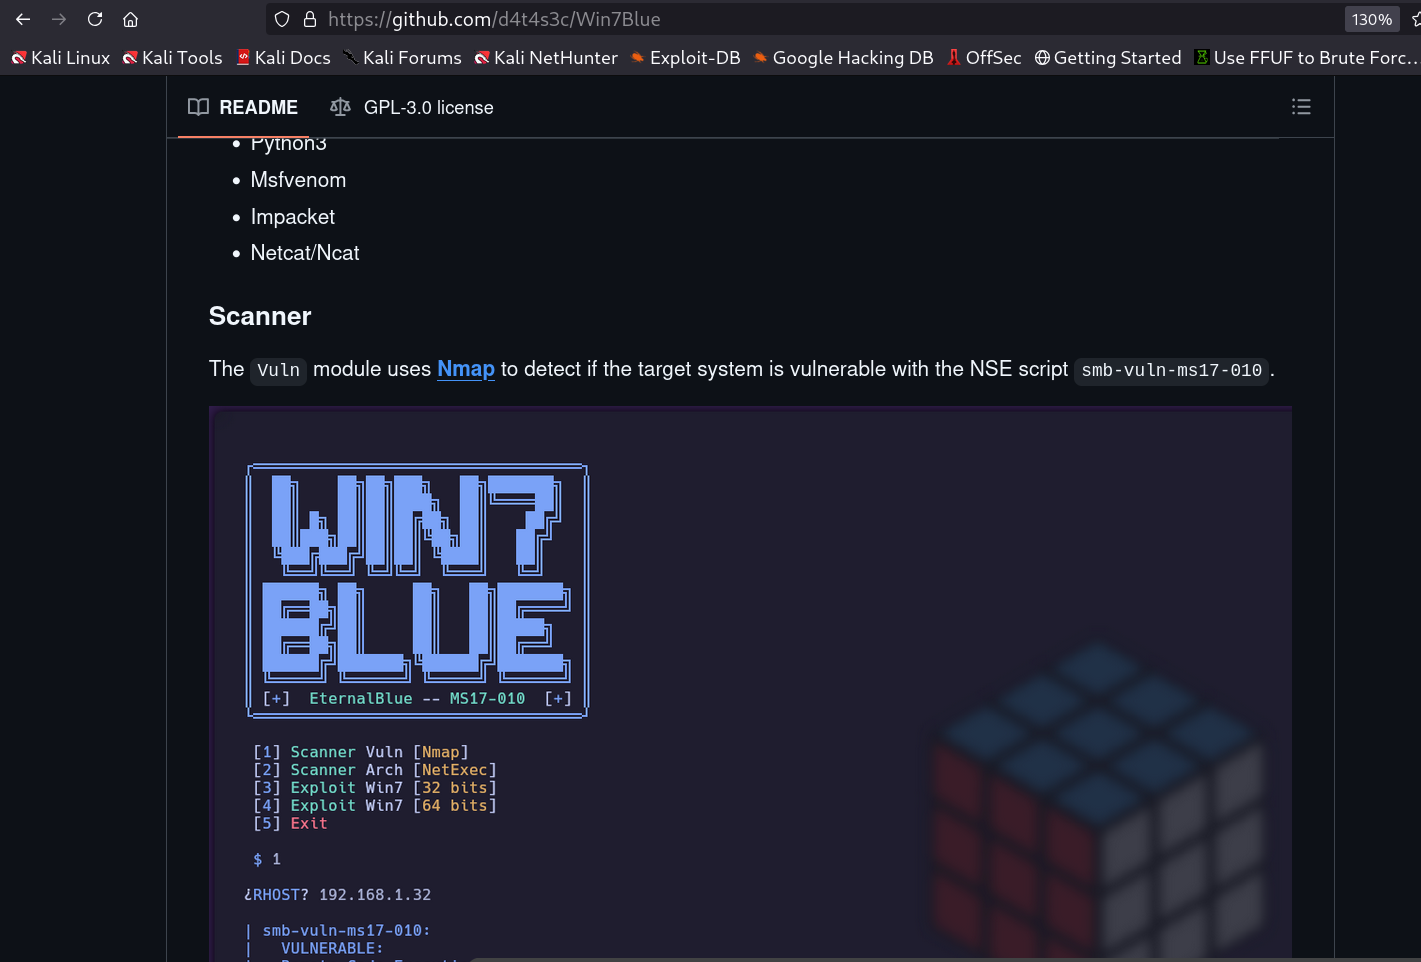 https://github.com/d4t4s3c/Win7Blue
130%
Kali Linux Kali Tools Kali Docs Kali Forums Kali NetHunter Exploit-DB Google Hacking DB OffSec Getting Started Use FFUF to Brute Forc...
README GPL-3.0 license
Python3
Msfvenom
Impacket
Netcat/Ncat
Scanner
The Vuln module uses Nmap to detect if the target system is vulnerable with the NSE script smb-vuln-ms17-010.
WIN7
BLUE
[+] EternalBlue -- MS17-010 [+]
[1] Scanner Vuln [Nmap]
[2] Scanner Arch [NetExec]
[3] Exploit Win7 [32 bits]
[4] Exploit Win7 [64 bits]
[5] Exit
$ 1
¿RHOST? 192.168.1.32
| smb-vuln-ms17-010:
| VULNERABLE: